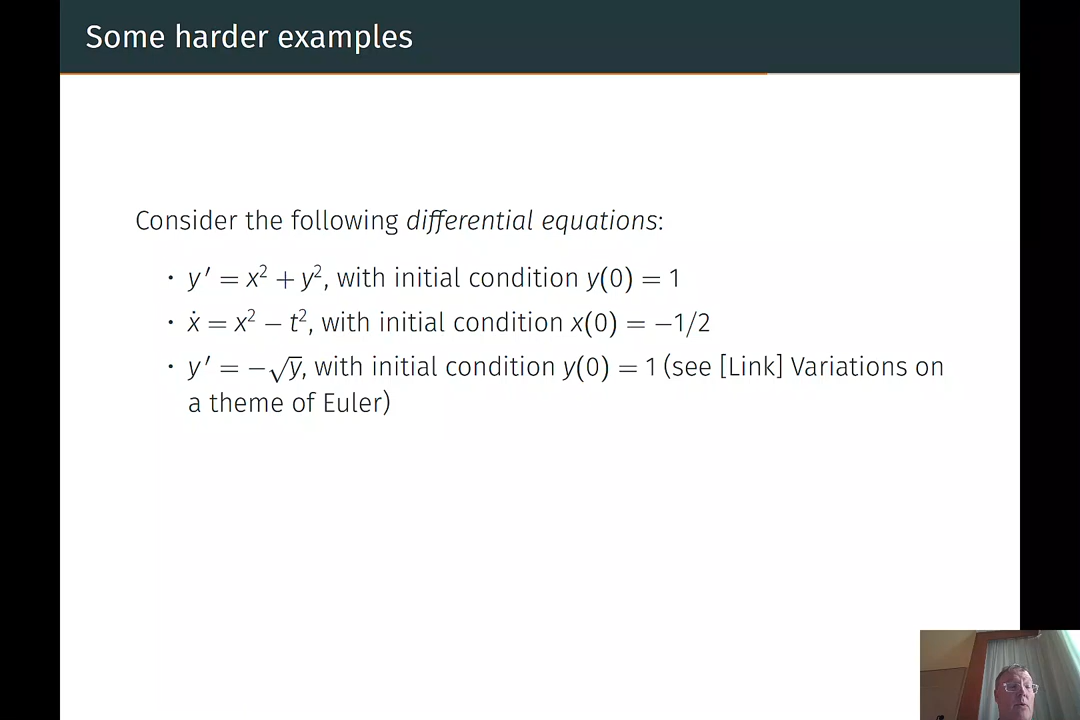 Some harder examples
Consider the following differential equations:
• y′ = x² + y², with initial condition y(0) = 1
• ẋ = x² − t², with initial condition x(0) = −1/2
• y′ = −√y, with initial condition y(0) = 1 (see [Link] Variations on
a theme of Euler)